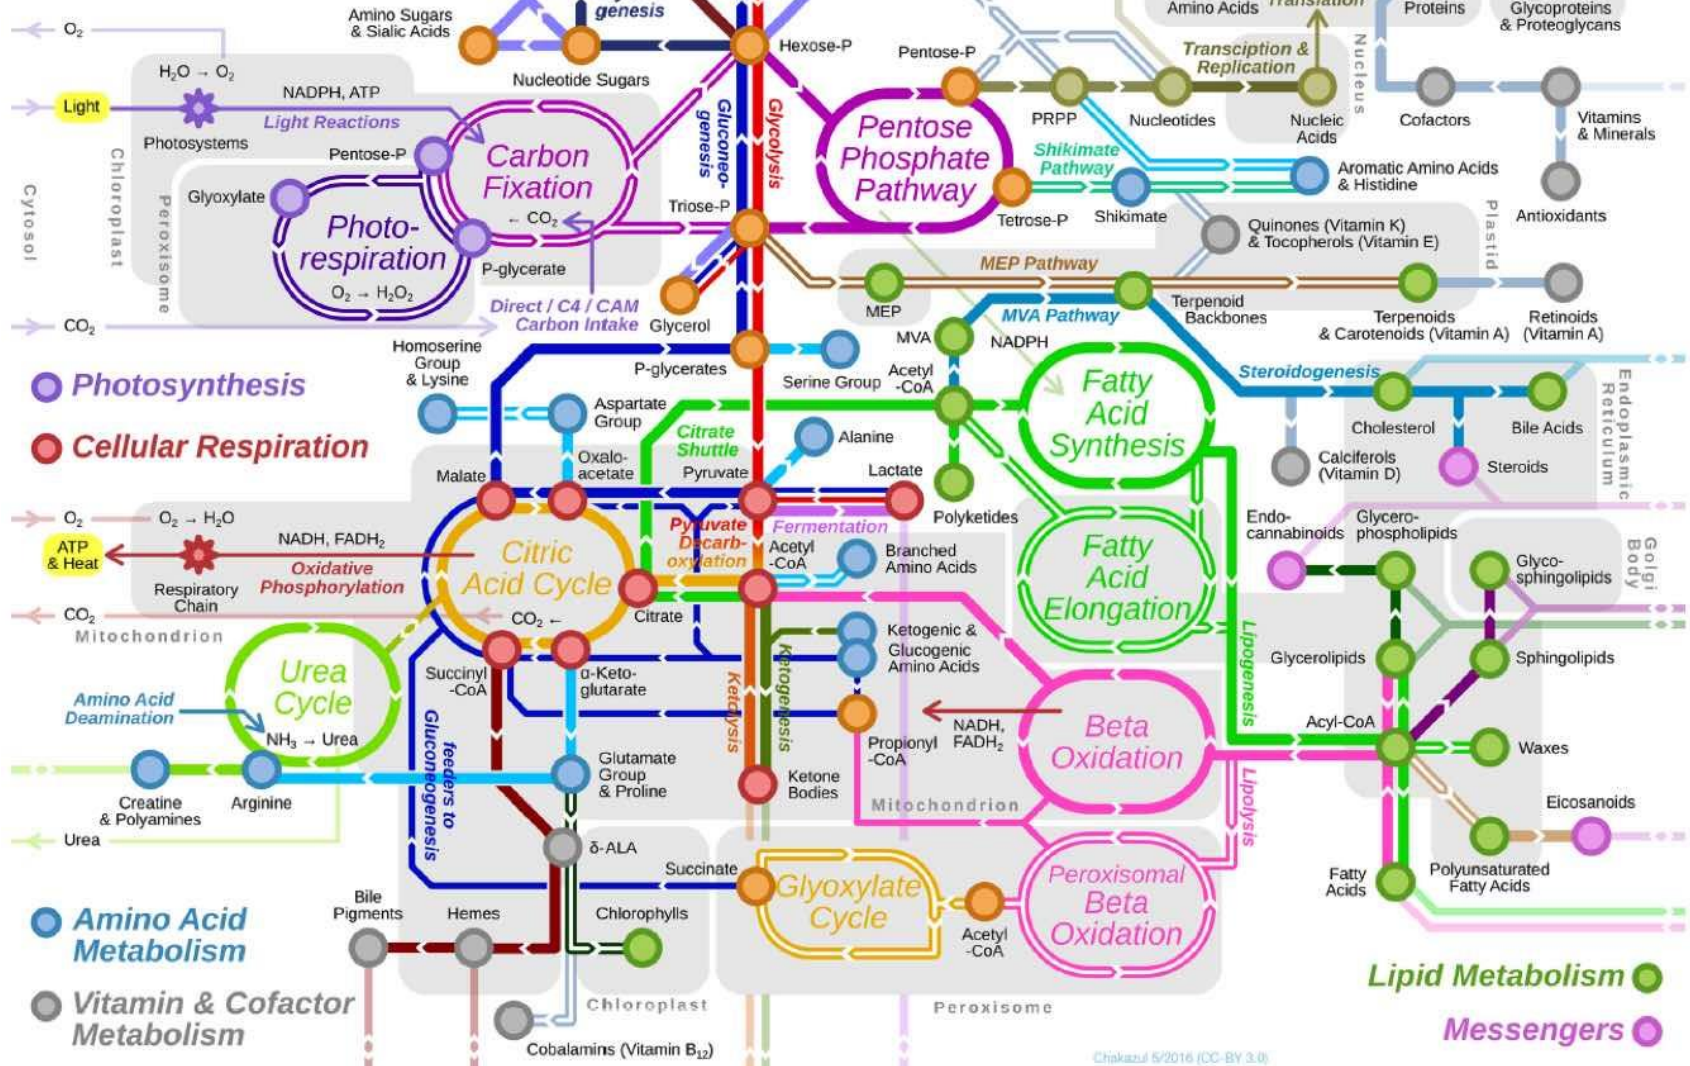 Amino Sugars
& Sialic Acids
genesis
Hexose-P
Amino Acids
Translation
Proteins
Glycoproteins
& Proteoglycans
O₂
H₂O → O₂
Nucleotide Sugars
Pentose-P
Transciption &
Replication
Nucleus
Light
NADPH, ATP
Light Reactions
Photosystems
Pentose-P
Carbon
Fixation
← CO₂
Gluconeo-
genesis
Glycolysis
Pentose
Phosphate
Pathway
PRPP
Nucleotides
Nucleic
Acids
Cofactors
Vitamins
& Minerals
Shikimate
Pathway
Aromatic Amino Acids
& Histidine
Cytosol
Chloroplast
Peroxisome
Glyoxylate
Photo-
respiration
O₂ → H₂O₂
P-glycerate
Triose-P
Tetrose-P
Shikimate
Antioxidants
Quinones (Vitamin K)
& Tocopherols (Vitamin E)
Plastid
Direct / C4 / CAM
Carbon Intake
Glycerol
MEP Pathway
MEP
MVA Pathway
Terpenoid
Backbones
Terpenoids
& Carotenoids (Vitamin A)
Retinoids
(Vitamin A)
CO₂
Homoserine
Group
& Lysine
P-glycerates
Serine Group
MVA
NADPH
Acetyl
-CoA
Photosynthesis
Cellular Respiration
Aspartate
Group
Citrate
Shuttle
Alanine
Fatty
Acid
Synthesis
Steroidogenesis
Cholesterol
Bile Acids
Endoplasmic
Reticulum
Malate
Oxalo-
acetate
Pyruvate
Lactate
Polyketides
Calciferols
(Vitamin D)
Steroids
O₂
O₂ → H₂O
ATP
& Heat
NADH, FADH₂
Oxidative
Phosphorylation
Respiratory
Chain
Citric
Acid Cycle
CO₂ ←
Pyruvate
Decarb-
oxylation
Fermentation
Acetyl
-CoA
Branched
Amino Acids
Fatty
Acid
Elongation
Endo-
cannabinoids
Glycero-
phospholipids
Glyco-
sphingolipids
Golgi
Body
CO₂
Mitochondrion
Citrate
Ketogenic &
Glucogenic
Amino Acids
Lipogenesis
Glycerolipids
Sphingolipids
Urea
Cycle
NH₃ → Urea
Amino Acid
Deamination
Succinyl
-CoA
α-Keto-
glutarate
Ketolysis
Ketogenesis
Propionyl
-CoA
NADH,
FADH₂
Beta
Oxidation
Acyl-CoA
Waxes
feeders to
Gluconeogenesis
Creatine
& Polyamines
Arginine
Glutamate
Group
& Proline
Ketone
Bodies
Mitochondrion
Lipolysis
Eicosanoids
Urea
δ-ALA
Succinate
Glyoxylate
Cycle
Acetyl
-CoA
Peroxisomal
Beta
Oxidation
Fatty
Acids
Polyunsaturated
Fatty Acids
Bile
Pigments
Hemes
Chlorophylls
Amino Acid
Metabolism
Vitamin & Cofactor
Metabolism
Chloroplast
Peroxisome
Cobalamins (Vitamin B₁₂)
Lipid Metabolism
Messengers
Chakazul 5/2016 (CC-BY 3.0)